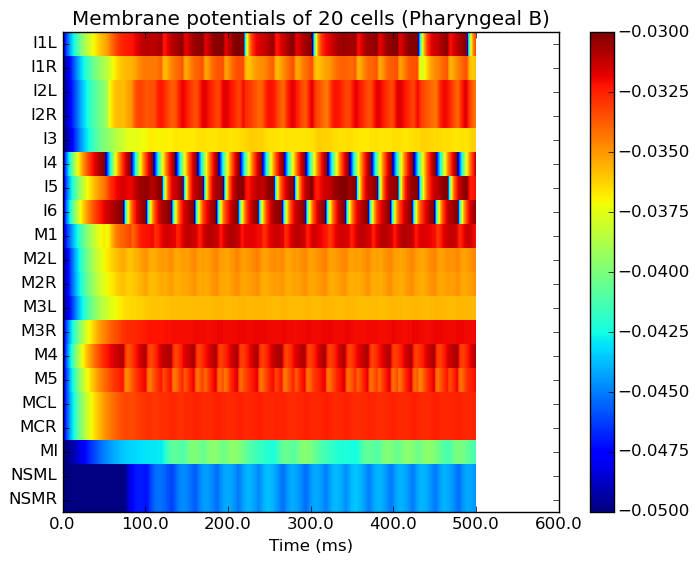 Membrane potentials of 20 cells (Pharyngeal B)
I1L
I1R
I2L
I2R
I3
I4
I5
I6
M1
M2L
M2R
M3L
M3R
M4
M5
MCL
MCR
MI
NSML
NSMR
0.0 100.0 200.0 300.0 400.0 500.0 600.0
Time (ms)
−0.0300
−0.0325
−0.0350
−0.0375
−0.0400
−0.0425
−0.0450
−0.0475
−0.0500